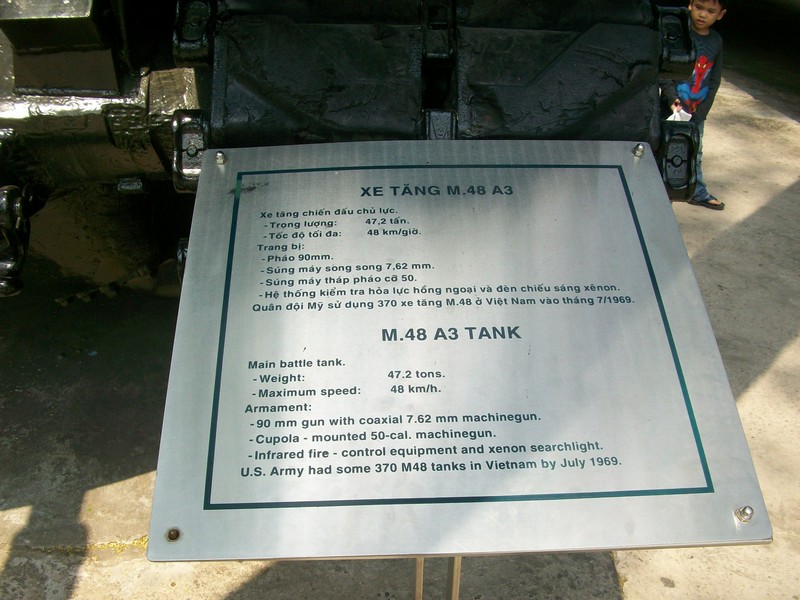 XE TĂNG M.48 A3
Xe tăng chiến đấu chủ lực.
- Trọng lượng: 47,2 tấn.
- Tốc độ tối đa: 48 km/giờ.
Trang bị:
- Pháo 90mm.
- Súng máy song song 7,62 mm.
- Súng máy tháp pháo cỡ 50.
- Hệ thống kiểm tra hỏa lực hồng ngoại và đèn chiếu sáng xênon.
Quân đội Mỹ sử dụng 370 xe tăng M.48 ở Việt Nam vào tháng 7/1969.
M.48 A3 TANK
Main battle tank.
- Weight: 47.2 tons.
- Maximum speed: 48 km/h.
Armament:
- 90 mm gun with coaxial 7.62 mm machinegun.
- Cupola - mounted 50-cal. machinegun.
- Infrared fire - control equipment and xenon searchlight.
U.S. Army had some 370 M48 tanks in Vietnam by July 1969.